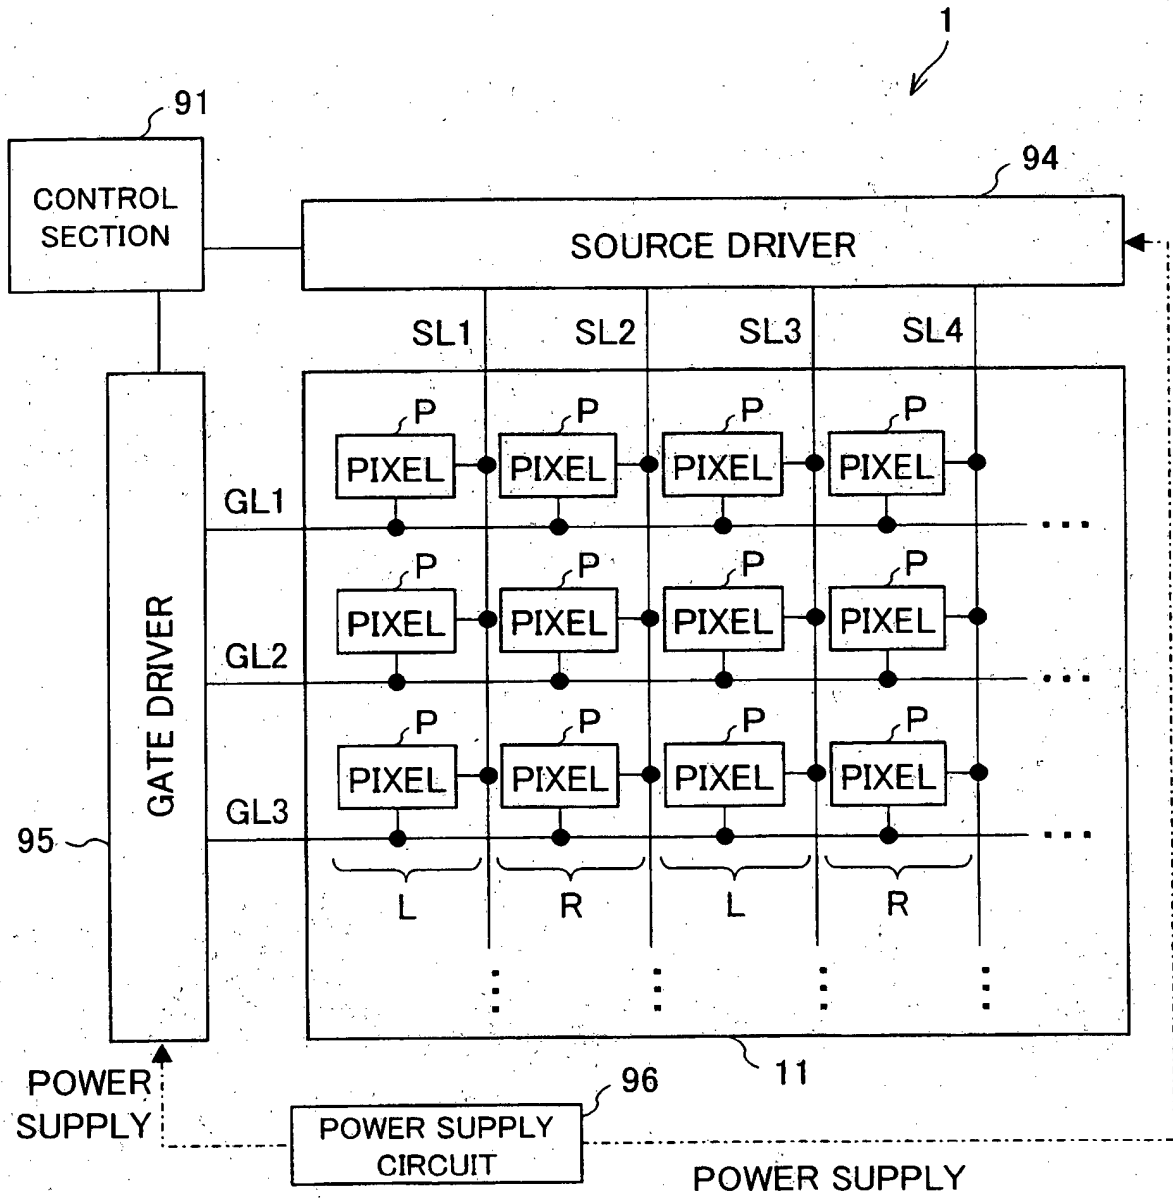 1
91
CONTROL
SECTION
94
SOURCE DRIVER
SL1 SL2 SL3 SL4
P P P P
PIXEL PIXEL PIXEL PIXEL
GL1
P P P P
PIXEL PIXEL PIXEL PIXEL
GL2
P P P P
PIXEL PIXEL PIXEL PIXEL
GL3
GATE DRIVER
95
L R L R
11
POWER
SUPPLY
96
POWER SUPPLY
CIRCUIT
POWER SUPPLY